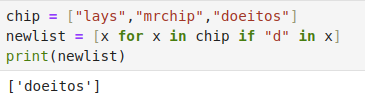 chip = ["lays","mrchip","doeitos"]
newlist = [x for x in chip if "d" in x]
print(newlist)
['doeitos']